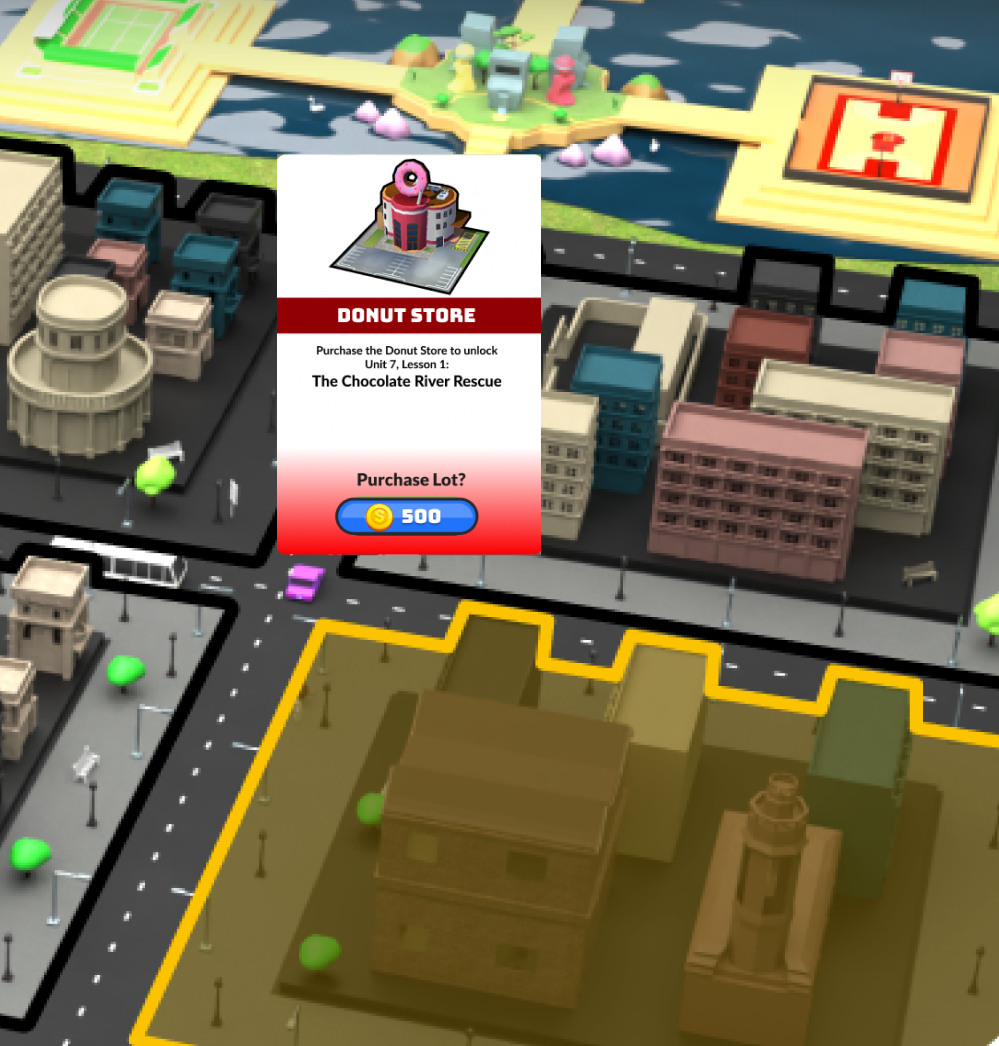 DONUT STORE
Purchase the Donut Store to unlock
Unit 7, Lesson 1:
The Chocolate River Rescue
Purchase Lot?
500